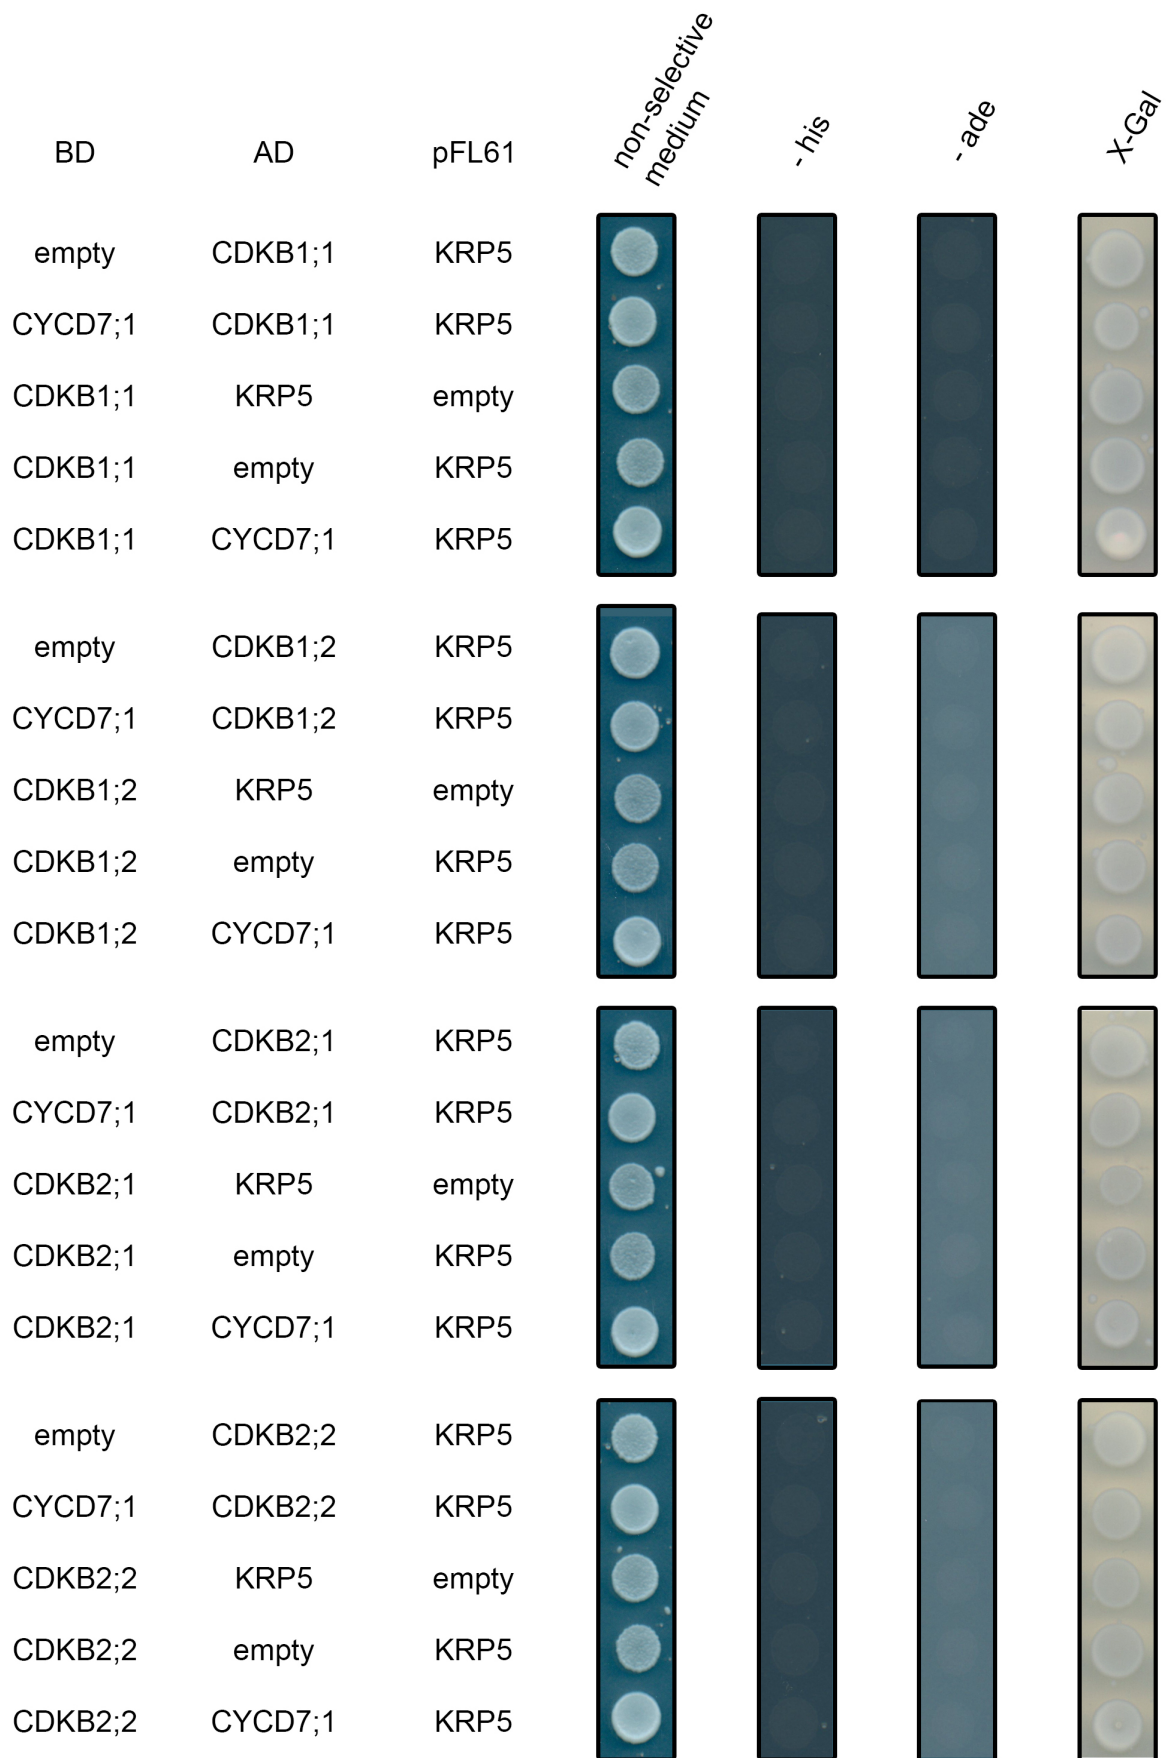 BD AD pFL61 non-selective medium - his - ade X-Gal
empty CDKB1;1 KRP5
CYCD7;1 CDKB1;1 KRP5
CDKB1;1 KRP5 empty
CDKB1;1 empty KRP5
CDKB1;1 CYCD7;1 KRP5
empty CDKB1;2 KRP5
CYCD7;1 CDKB1;2 KRP5
CDKB1;2 KRP5 empty
CDKB1;2 empty KRP5
CDKB1;2 CYCD7;1 KRP5
empty CDKB2;1 KRP5
CYCD7;1 CDKB2;1 KRP5
CDKB2;1 KRP5 empty
CDKB2;1 empty KRP5
CDKB2;1 CYCD7;1 KRP5
empty CDKB2;2 KRP5
CYCD7;1 CDKB2;2 KRP5
CDKB2;2 KRP5 empty
CDKB2;2 empty KRP5
CDKB2;2 CYCD7;1 KRP5